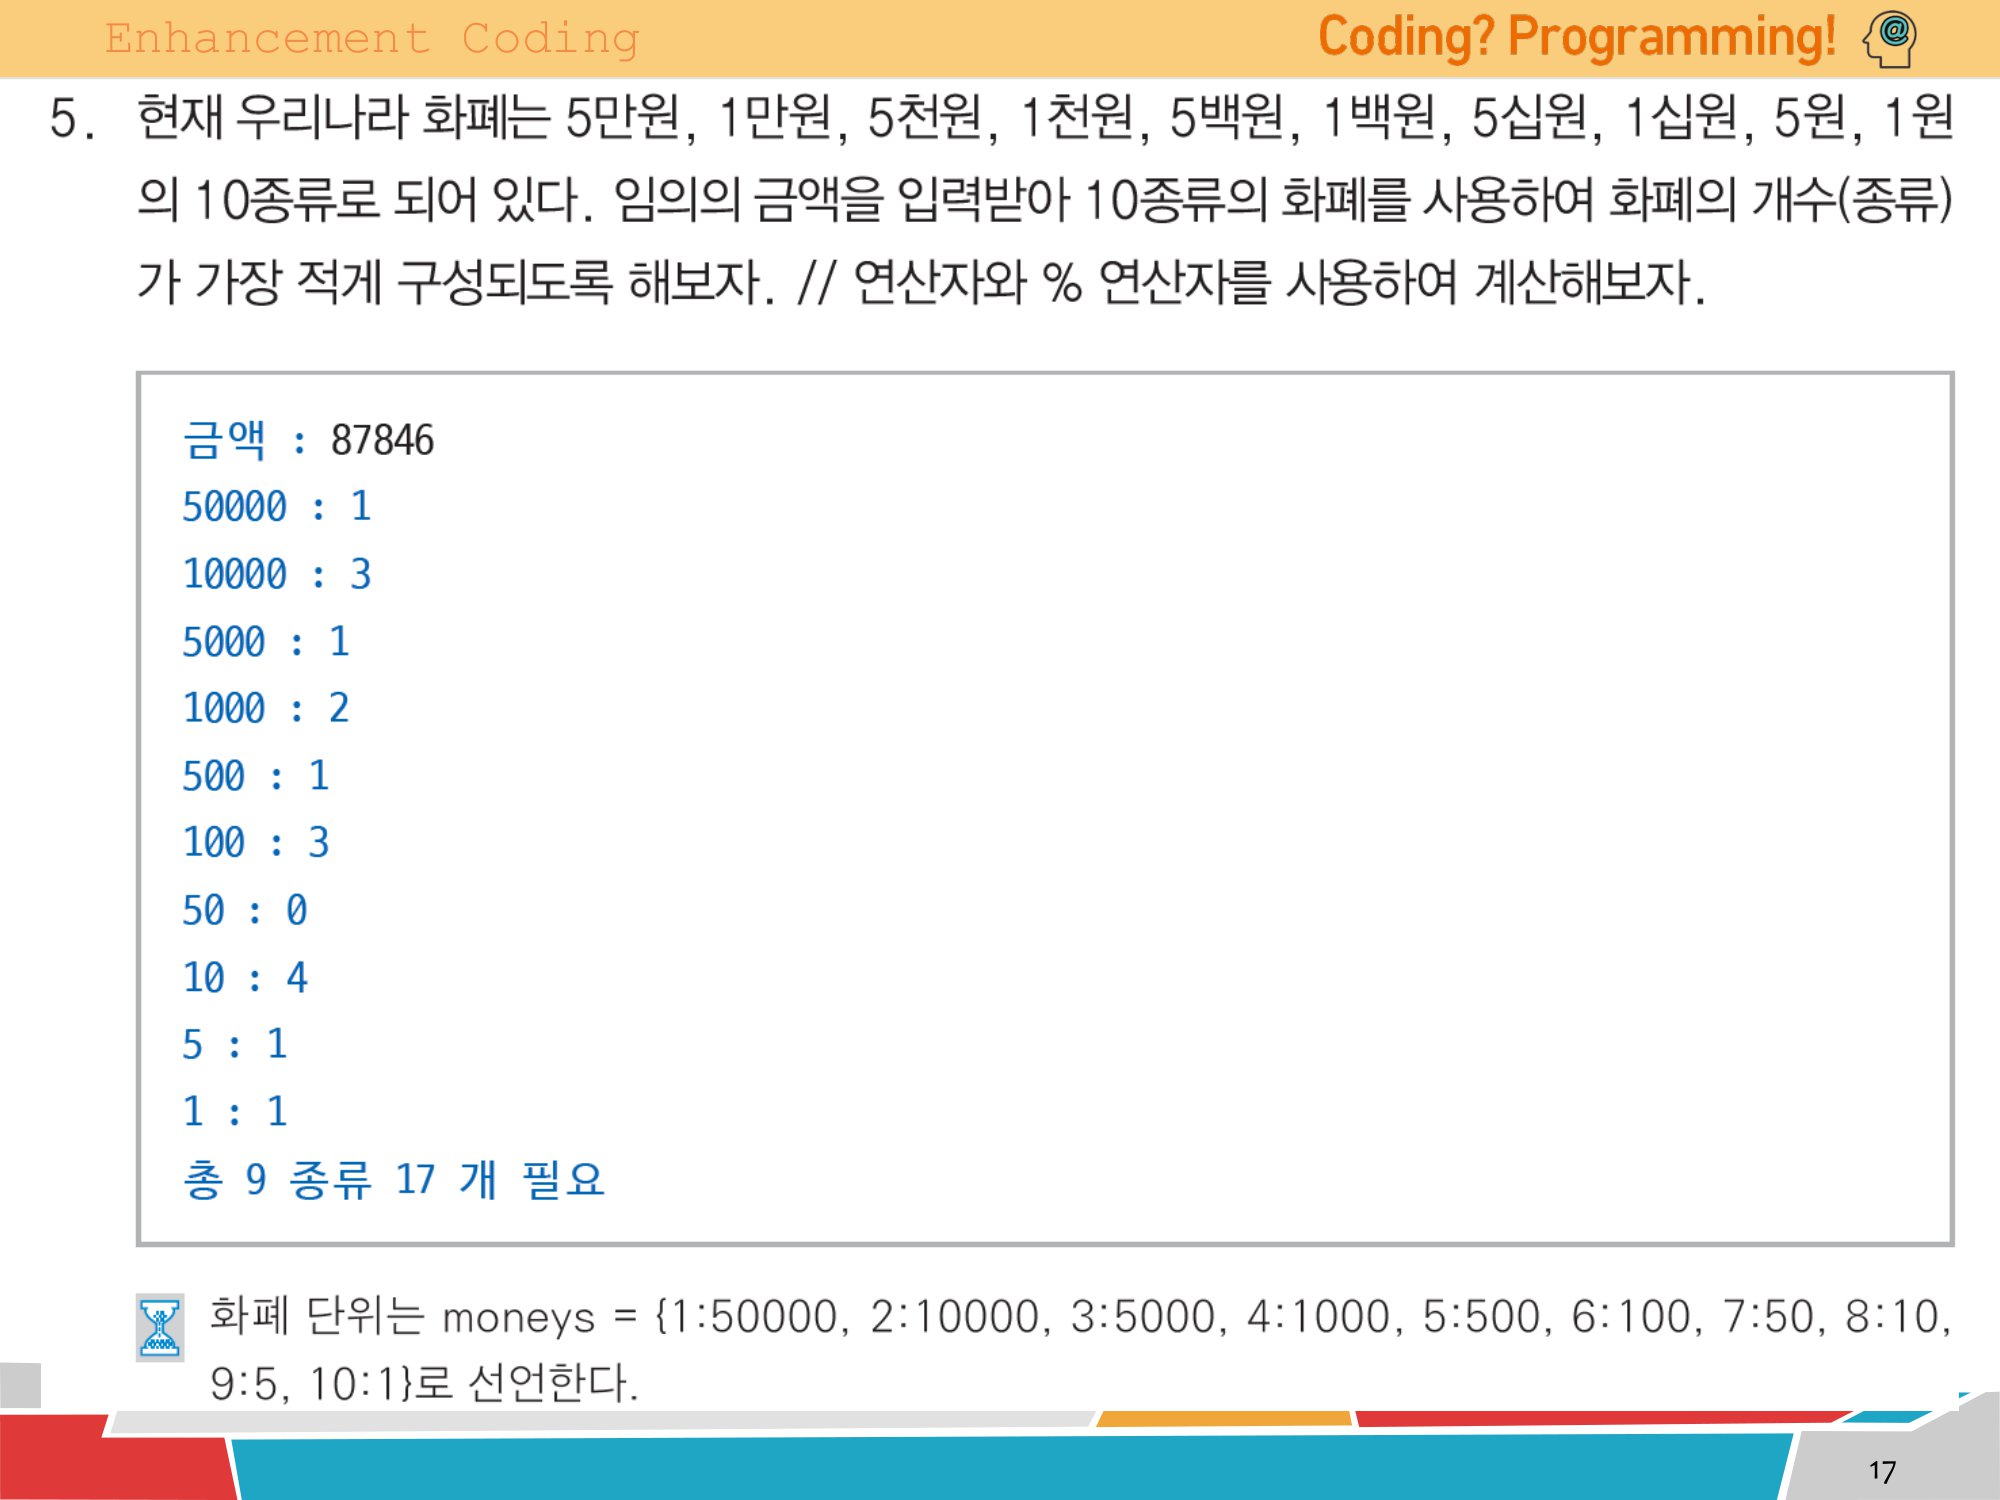 Enhancement Coding
Coding? Programming!
5. 현재 우리나라 화폐는 5만원, 1만원, 5천원, 1천원, 5백원, 1백원, 5십원, 1십원, 5원, 1원
의 10종류로 되어 있다. 임의의 금액을 입력받아 10종류의 화폐를 사용하여 화폐의 개수(종류)
가 가장 적게 구성되도록 해보자. // 연산자와 % 연산자를 사용하여 계산해보자.
금액 : 87846
50000 : 1
10000 : 3
5000 : 1
1000 : 2
500 : 1
100 : 3
50 : 0
10 : 4
5 : 1
1 : 1
총 9 종류 17 개 필요
화폐 단위는 moneys = {1:50000, 2:10000, 3:5000, 4:1000, 5:500, 6:100, 7:50, 8:10,
9:5, 10:1}로 선언한다.
17